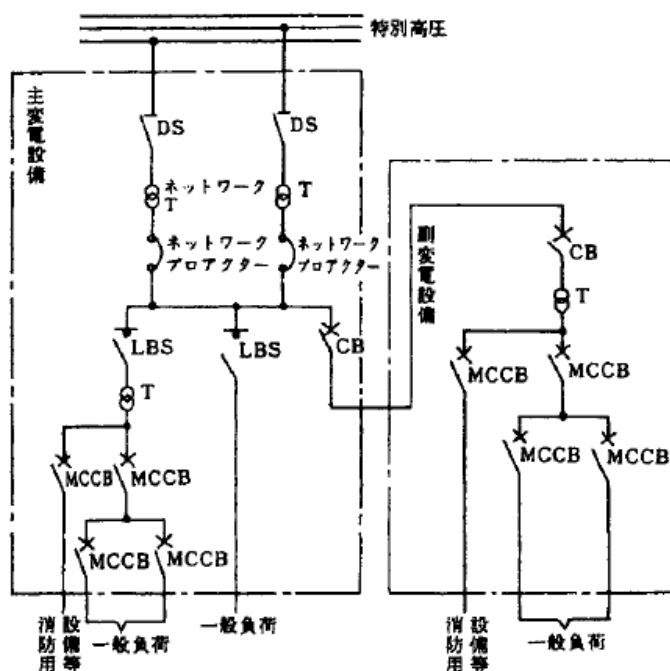 特別高圧
主変電設備
DS
DS
ネットワーク
T
T
ネットワーク
プロアクター
ネットワーク
プロアクター
副変電設備
CB
T
LBS
LBS
CB
T
MCCB
MCCB
MCCB
MCCB
MCCB
MCCB
MCCB
MCCB
消防用
設備等
一般負荷
一般負荷
消防用
設備等
一般負荷